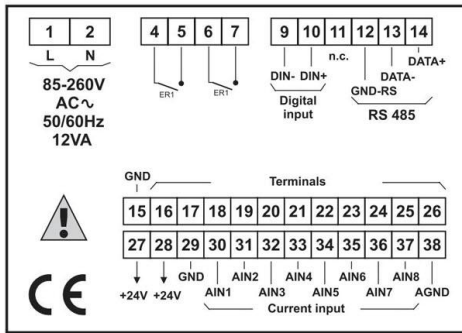 1 2 4 5 6 7 9 10 11 12 13 14
L N ER1 ER1 DIN- DIN+ n.c. GND-RS DATA- DATA+
85-260V
AC∿
50/60Hz
12VA
Digital
input
RS 485
GND Terminals
15 16 17 18 19 20 21 22 23 24 25 26
27 28 29 30 31 32 33 34 35 36 37 38
+24V +24V GND AIN1 AIN2 AIN3 AIN4 AIN5 AIN6 AIN7 AIN8 AGND
Current input
!
CE